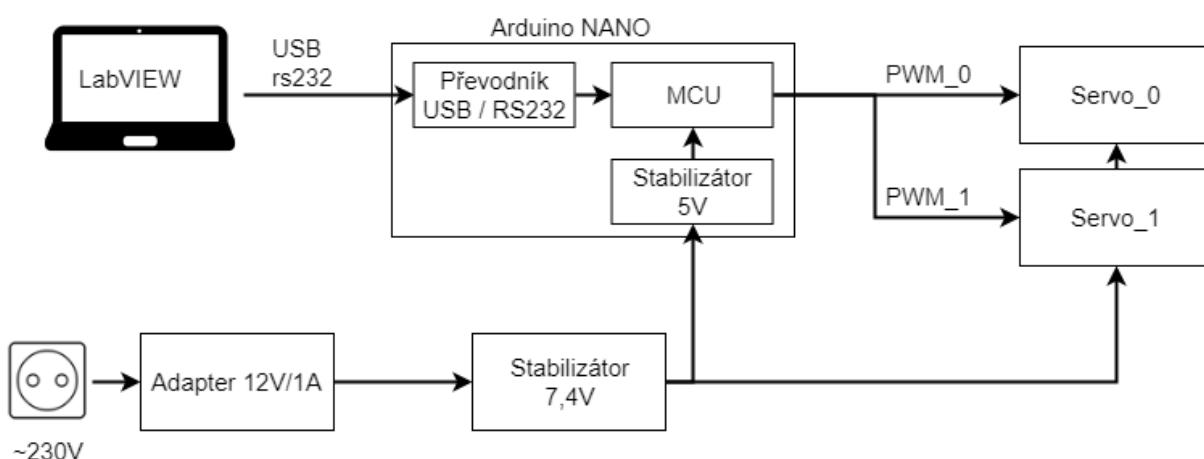 Arduino NANO
LabVIEW
USB
rs232
Převodník
USB / RS232
MCU
PWM_0
Servo_0
Stabilizátor
5V
PWM_1
Servo_1
Adapter 12V/1A
Stabilizátor
7,4V
~230V